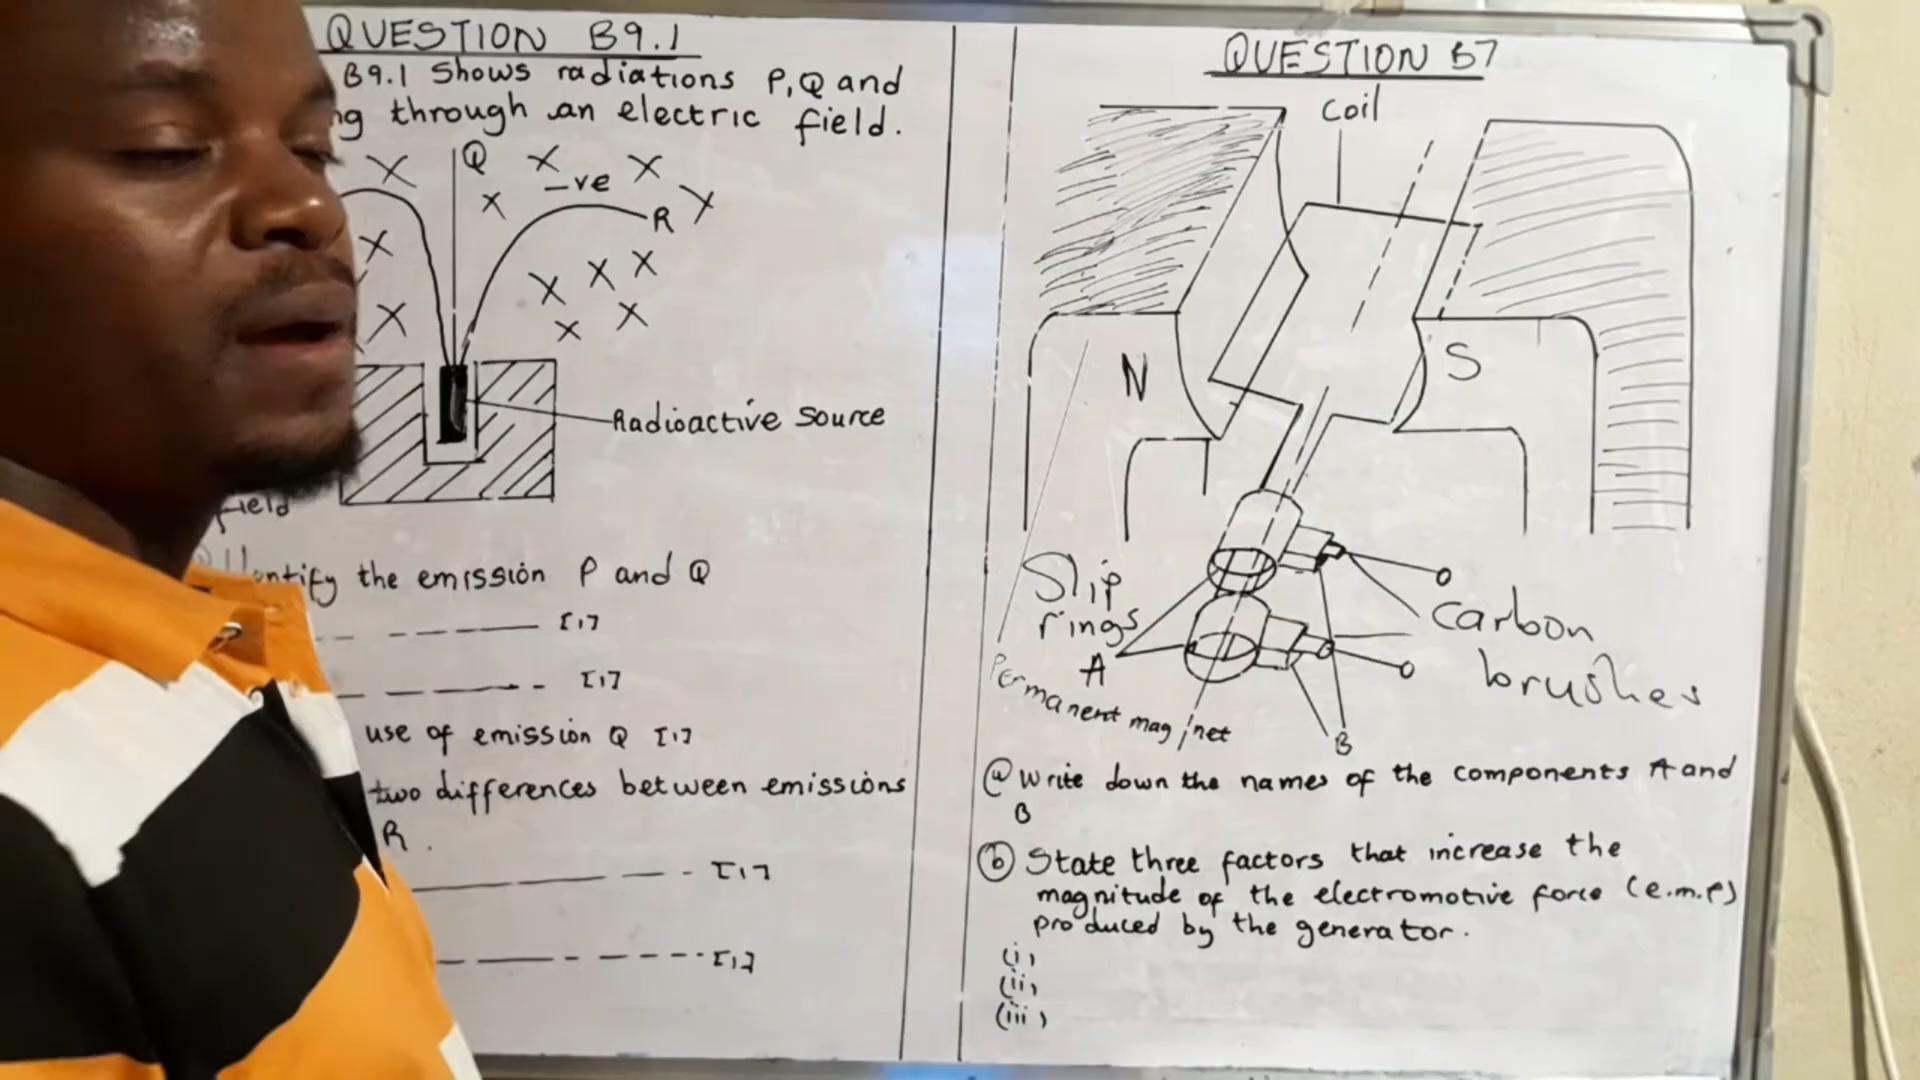 QUESTION B9.1
B9.1 Shows radiations P, Q and
ng through an electric field.
Q
-ve
R
Radioactive source
field
entify the emission P and Q
[1]
[1]
use of emission Q [1]
two differences between emissions
R.
[1]
[1]
QUESTION B7
Coil
N
S
Slip
rings
A
Permanent magnet
carbon
brushes
B
(a) Write down the names of the components A and
B
(b) State three factors that increase the
magnitude of the electromotive force (e.m.f)
produced by the generator.
(i)
(ii)
(iii)